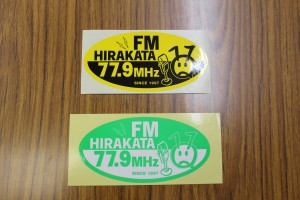 FM
HIRAKATA
77.9MHz
SINCE 1997
FM
HIRAKATA
77.9MHz
SINCE 1997